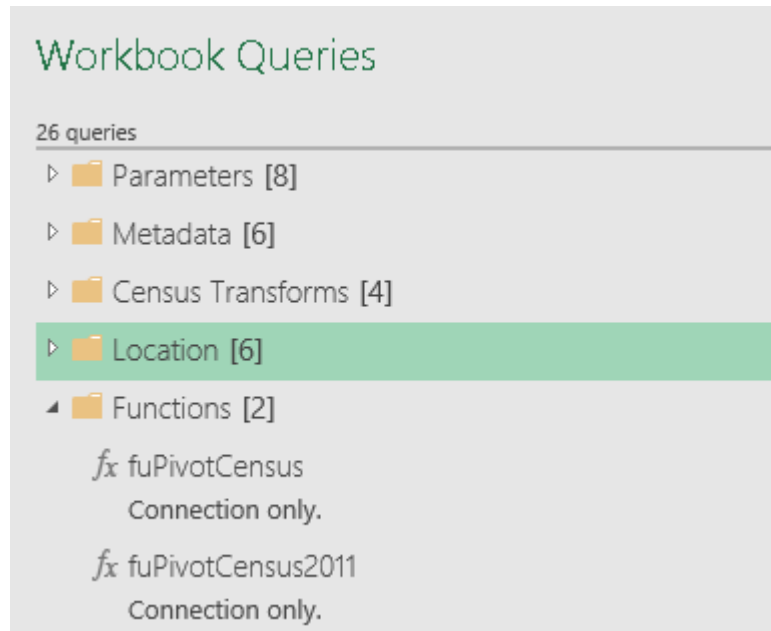 Workbook Queries
26 queries
Parameters [8]
Metadata [6]
Census Transforms [4]
Location [6]
Functions [2]
fx fuPivotCensus
Connection only.
fx fuPivotCensus2011
Connection only.